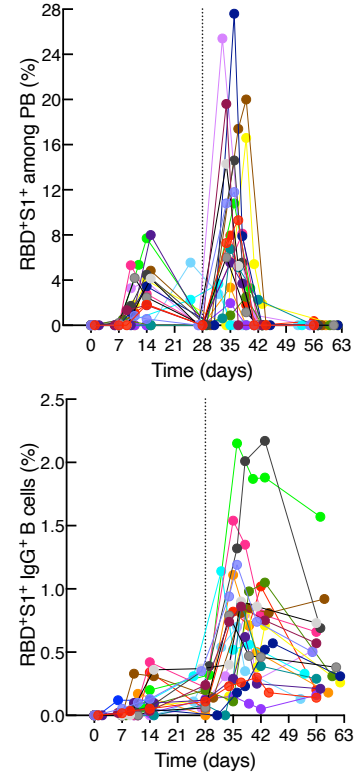 RBD⁺S1⁺ among PB (%)
28
24
20
16
12
8
4
0
0 7 14 21 28 35 42 49 56 63
Time (days)
RBD⁺S1⁺ IgG⁺ B cells (%)
2.5
2.0
1.5
1.0
0.5
0.0
0 7 14 21 28 35 42 49 56 63
Time (days)